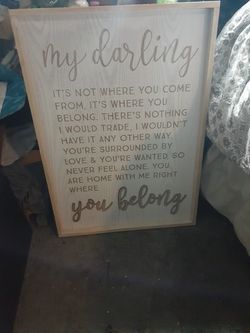 my darling
IT'S NOT WHERE YOU COME
FROM, IT'S WHERE YOU
BELONG. THERE'S NOTHING
I WOULD TRADE, I WOULDN'T
HAVE IT ANY OTHER WAY.
YOU'RE SURROUNDED BY
LOVE & YOU'RE WANTED, SO
NEVER FEEL ALONE. YOU
ARE HOME WITH ME RIGHT
WHERE
you belong